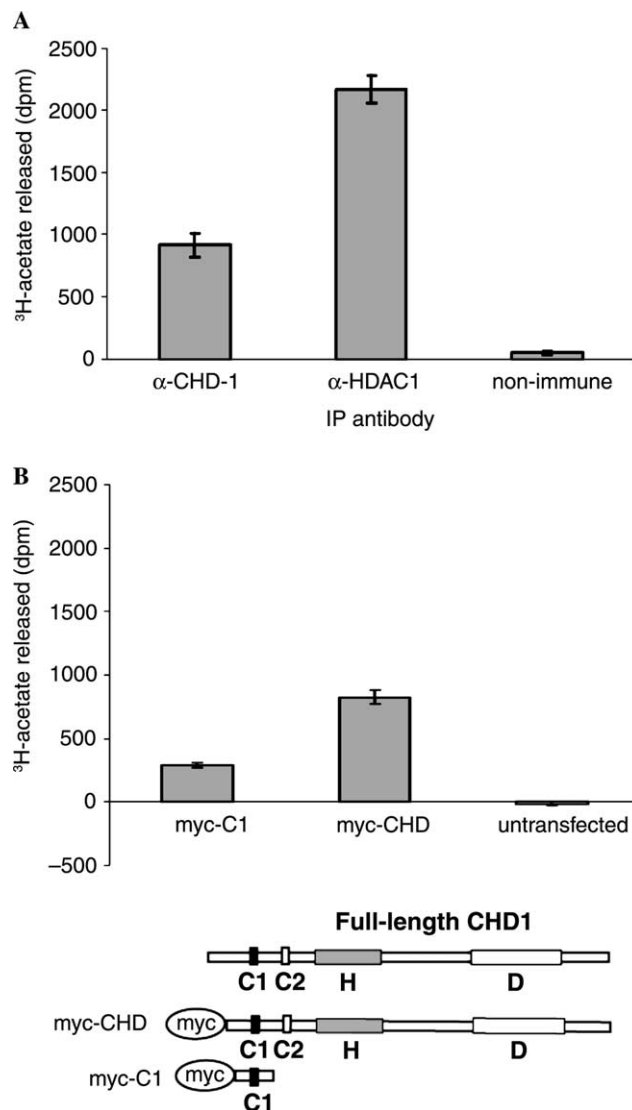 A
³H-acetate released (dpm)
2500
2000
1500
1000
500
0
α-CHD-1 α-HDAC1 non-immune
IP antibody
B
³H-acetate released (dpm)
2500
2000
1500
1000
500
0
–500
myc-C1 myc-CHD untransfected
Full-length CHD1
C1 C2 H D
myc-CHD myc
C1 C2 H D
myc-C1 myc
C1